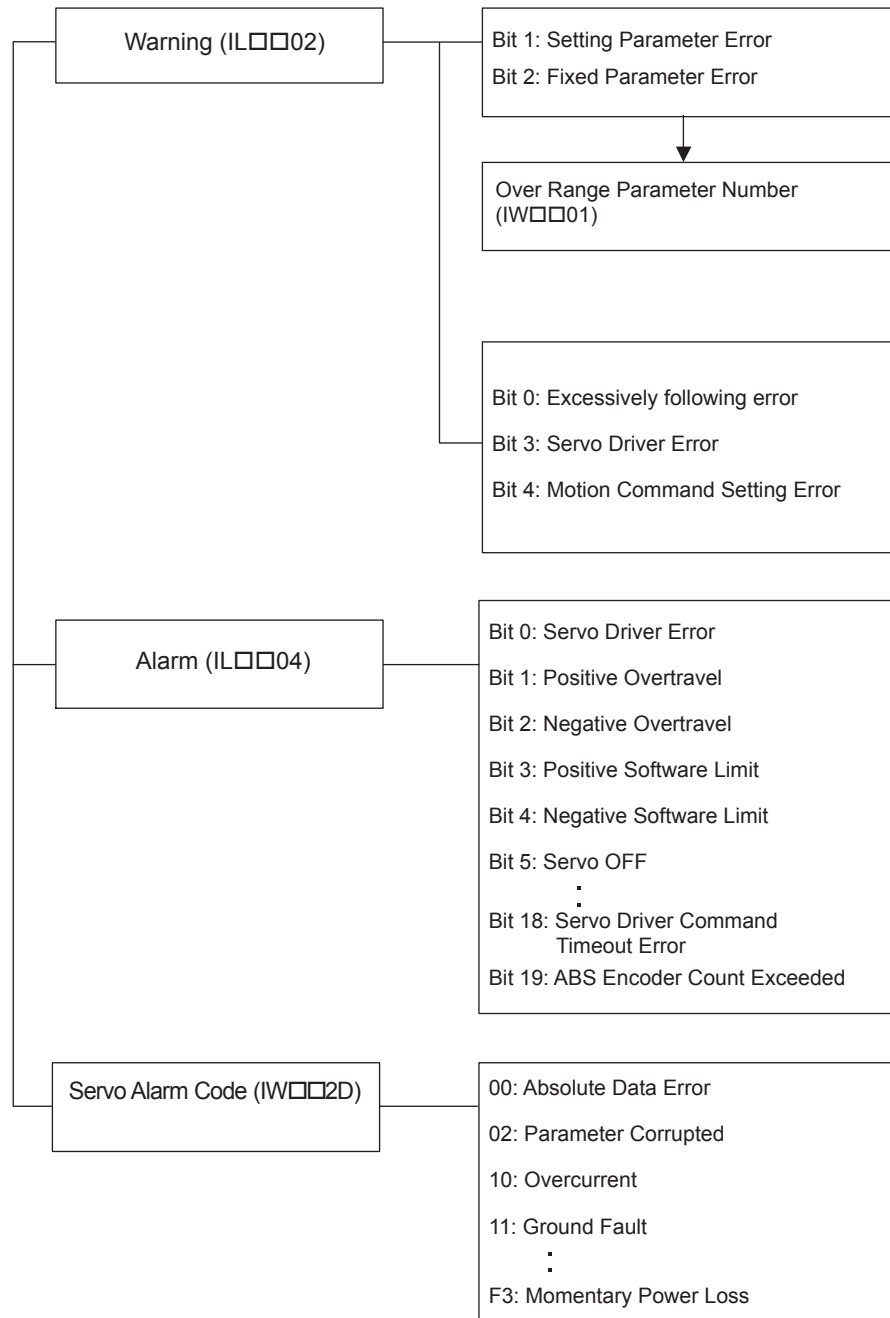 Warning (IL□□02)
Bit 1: Setting Parameter Error
Bit 2: Fixed Parameter Error
Over Range Parameter Number
(IW□□01)
Bit 0: Excessively following error
Bit 3: Servo Driver Error
Bit 4: Motion Command Setting Error
Alarm (IL□□04)
Bit 0: Servo Driver Error
Bit 1: Positive Overtravel
Bit 2: Negative Overtravel
Bit 3: Positive Software Limit
Bit 4: Negative Software Limit
Bit 5: Servo OFF
:
Bit 18: Servo Driver Command
Timeout Error
Bit 19: ABS Encoder Count Exceeded
Servo Alarm Code (IW□□2D)
00: Absolute Data Error
02: Parameter Corrupted
10: Overcurrent
11: Ground Fault
:
F3: Momentary Power Loss